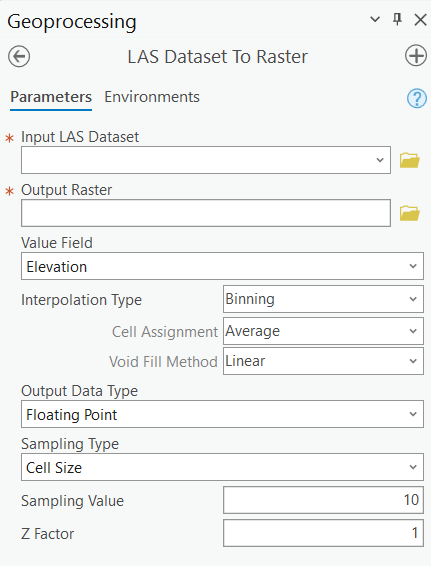 Geoprocessing
LAS Dataset To Raster
Parameters Environments
* Input LAS Dataset
* Output Raster
Value Field
Elevation
Interpolation Type Binning
Cell Assignment Average
Void Fill Method Linear
Output Data Type
Floating Point
Sampling Type
Cell Size
Sampling Value 10
Z Factor 1